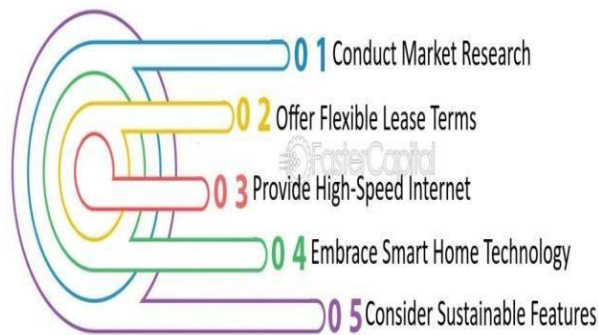 01 Conduct Market Research
02 Offer Flexible Lease Terms
FasterCapital
03 Provide High-Speed Internet
04 Embrace Smart Home Technology
05 Consider Sustainable Features